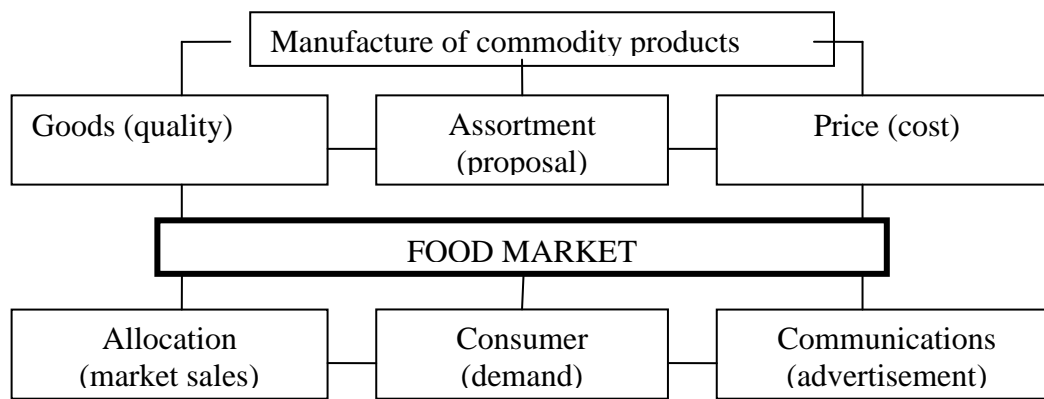 Manufacture of commodity products
Goods (quality)
Assortment
(proposal)
Price (cost)
FOOD MARKET
Allocation
(market sales)
Consumer
(demand)
Communications
(advertisement)